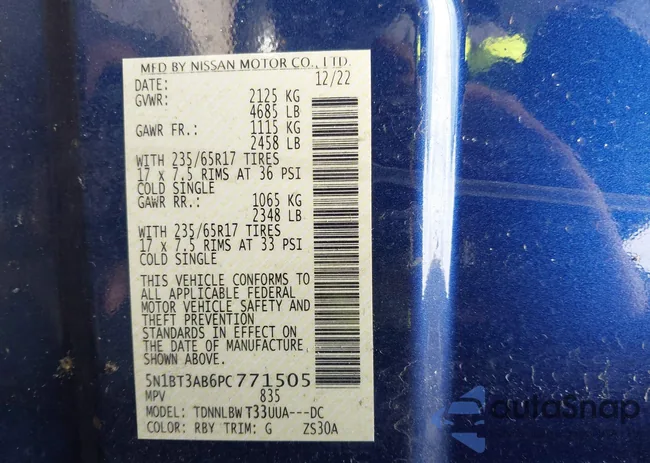 MFD BY NISSAN MOTOR CO., LTD.
DATE: 12/22
GVWR: 2125 KG
4685 LB
GAWR FR.: 1115 KG
2458 LB
WITH 235/65R17 TIRES
17 x 7.5 RIMS AT 36 PSI
COLD SINGLE
GAWR RR.: 1065 KG
2348 LB
WITH 235/65R17 TIRES
17 x 7.5 RIMS AT 33 PSI
COLD SINGLE
THIS VEHICLE CONFORMS TO
ALL APPLICABLE FEDERAL
MOTOR VEHICLE SAFETY AND
THEFT PREVENTION
STANDARDS IN EFFECT ON
THE DATE OF MANUFACTURE
SHOWN ABOVE.
5N1BT3AB6PC771505
MPV 835
MODEL: TDNNLBW T33UUA---DC
COLOR: RBY TRIM: G ZS30A
autoSnap